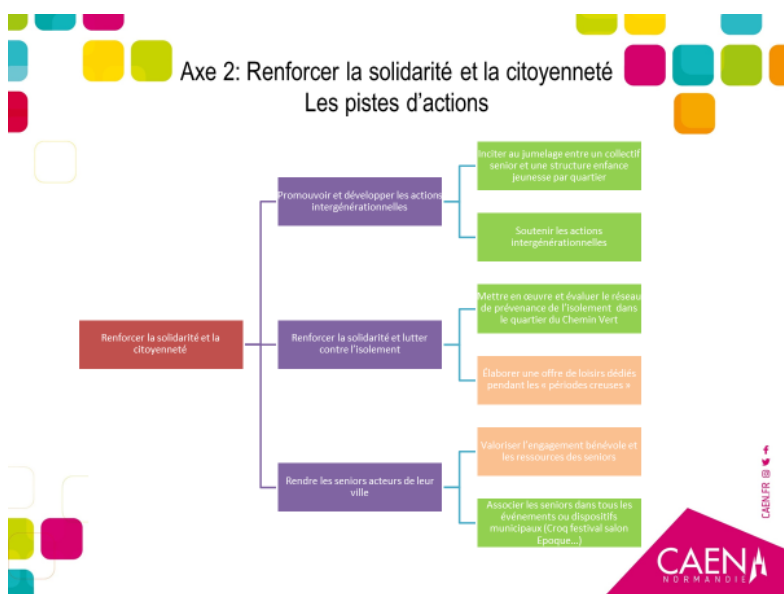 Axe 2: Renforcer la solidarité et la citoyenneté
Les pistes d'actions
Renforcer la solidarité et la
citoyenneté
Promouvoir et développer les actions
intergénérationnelles
Inciter au jumelage entre un collectif
senior et une structure enfance
jeunesse par quartier
Soutenir les actions
intergénérationnelles
Renforcer la solidarité et lutter
contre l'isolement
Mettre en œuvre et évaluer le réseau
de prévenance de l'isolement dans
le quartier du Chemin Vert
Élaborer une offre de loisirs dédiés
pendant les « périodes creuses »
Rendre les seniors acteurs de leur
ville
Valoriser l'engagement bénévole et
les ressources des seniors
Associer les seniors dans tous les
événements ou dispositifs
municipaux (Croq festival salon
Epoque...)
CAEN.FR
CAEN
NORMANDIE